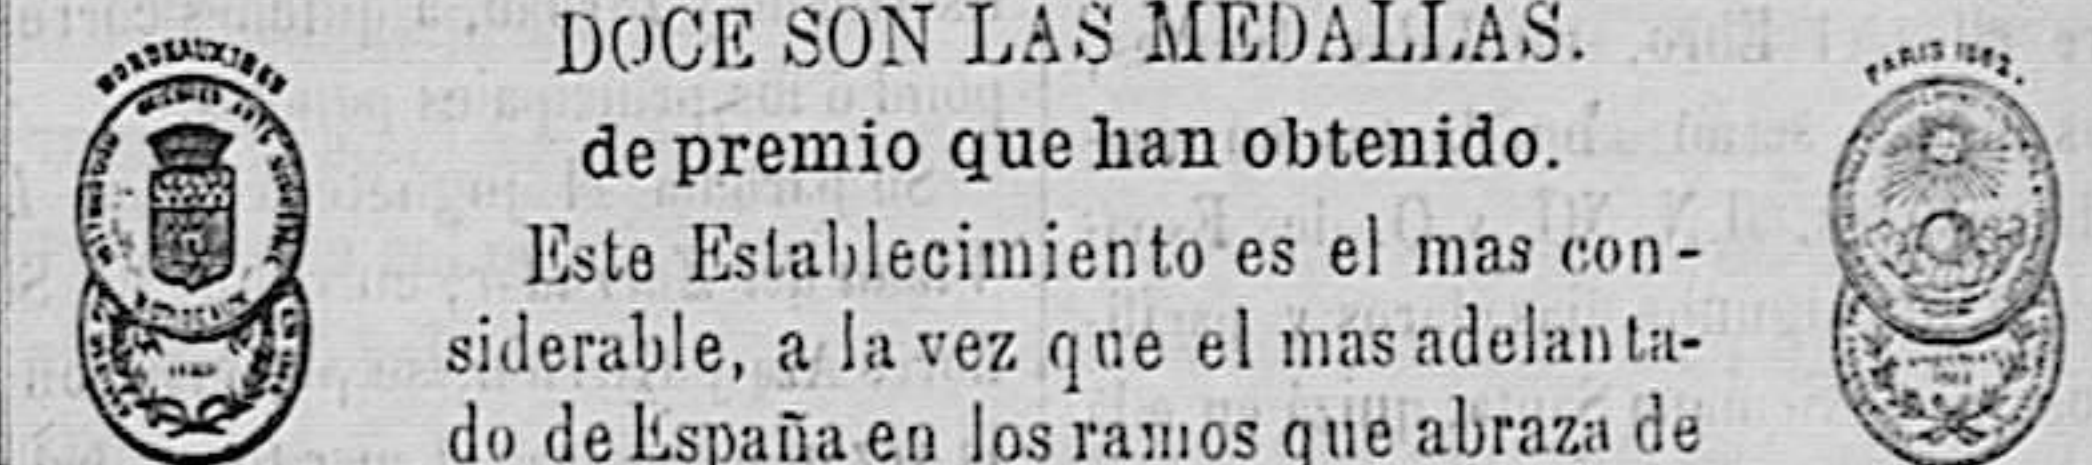 DOCE SON LAS MEDALLAS.
de premio que han obtenido.
Este Establecimiento es el mas con-
siderable, a la vez que el mas adelanta-
do de España en los ramos que abraza de
PARIS